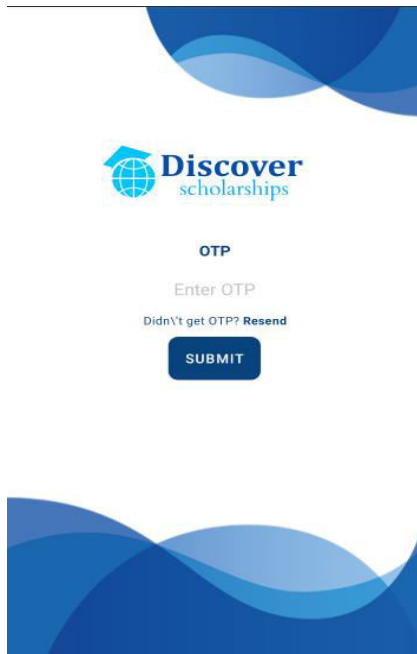 Discover
scholarships
OTP
Enter OTP
Didn\'t get OTP? Resend
SUBMIT